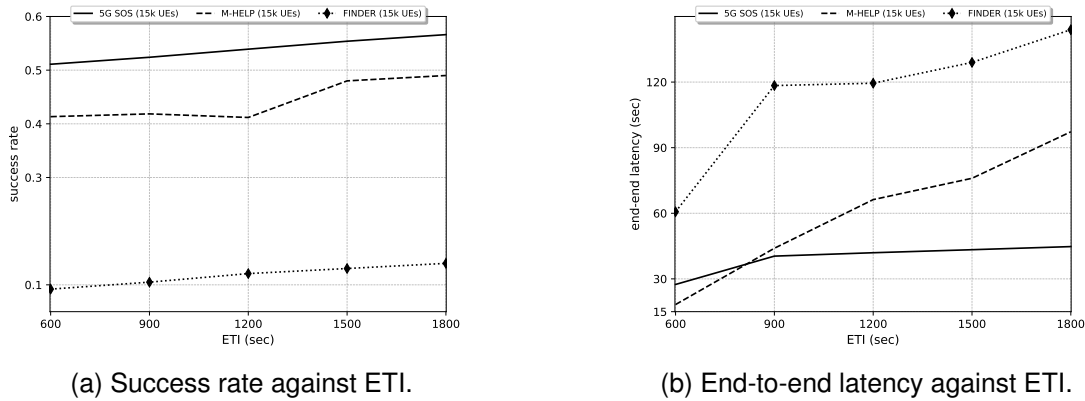 5G SOS (15k UEs) M-HELP (15k UEs) FINDER (15k UEs)
0.6
0.5
0.4
0.3
0.1
success rate
600 900 1200 1500 1800
ETI (sec)
(a) Success rate against ETI.
5G SOS (15k UEs) M-HELP (15k UEs) FINDER (15k UEs)
120
90
60
30
15
end-end latency (sec)
600 900 1200 1500 1800
ETI (sec)
(b) End-to-end latency against ETI.